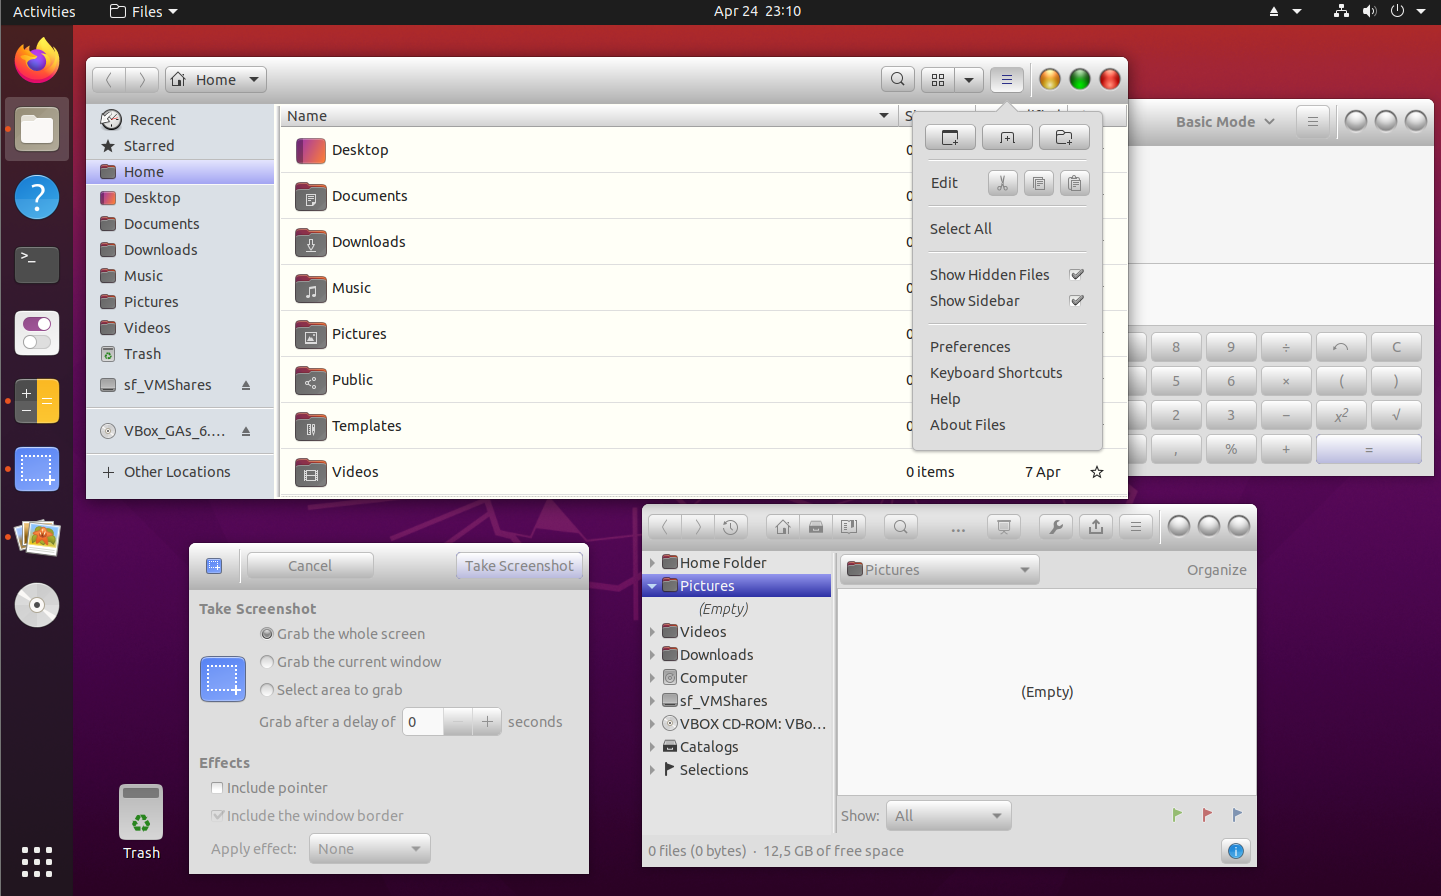 Activities
Files
Apr 24 23:10
Home
Recent
Starred
Home
Desktop
Documents
Downloads
Music
Pictures
Videos
Trash
sf_VMShares
VBox_GAs_6....
Other Locations
Name
Desktop
Documents
Downloads
Music
Pictures
Public
Templates
Videos
0 items
7 Apr
Edit
Select All
Show Hidden Files
Show Sidebar
Preferences
Keyboard Shortcuts
Help
About Files
Basic Mode
8 9 ÷ C
5 6 × ( )
2 3 − x² √
, % + =
Cancel
Take Screenshot
Take Screenshot
Grab the whole screen
Grab the current window
Select area to grab
Grab after a delay of 0 − + seconds
Effects
Include pointer
Include the window border
Apply effect: None
...
Home Folder
Pictures
(Empty)
Videos
Downloads
Computer
sf_VMShares
VBOX CD-ROM: VBo...
Catalogs
Selections
Pictures
Organize
(Empty)
Show: All
0 files (0 bytes) · 12,5 GB of free space
Trash